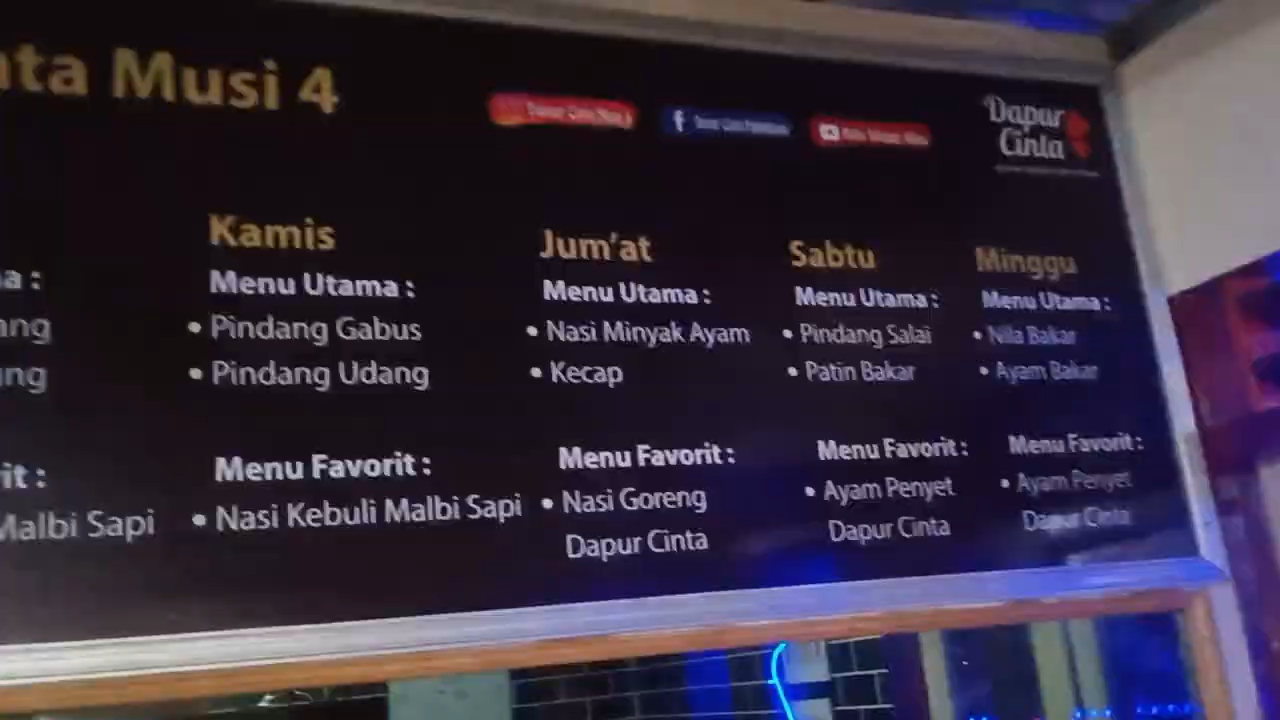 nta Musi 4
Dapur
Cinta
Kamis
Menu Utama :
• Pindang Gabus
• Pindang Udang
Menu Favorit :
• Nasi Kebuli Malbi Sapi
Jum'at
Menu Utama :
• Nasi Minyak Ayam
• Kecap
Menu Favorit :
• Nasi Goreng
Dapur Cinta
Sabtu
Menu Utama :
• Pindang Salai
• Patin Bakar
Menu Favorit :
• Ayam Penyet
Dapur Cinta
Minggu
Menu Utama :
• Nila Bakar
• Ayam Bakar
Menu Favorit :
• Ayam Penyet
Dapur Cinta
a :
ang
ung
rit :
Malbi Sapi